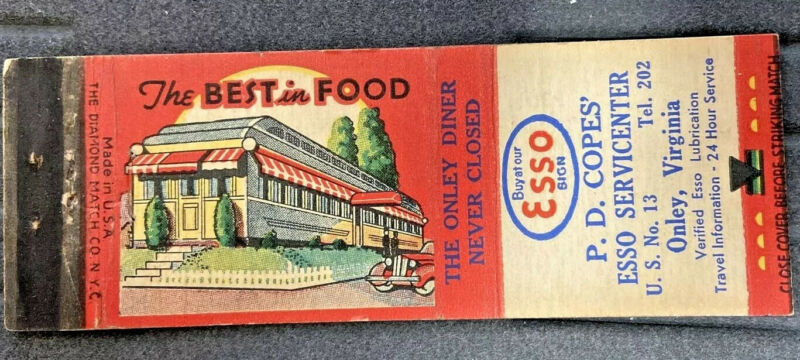 The BEST in FOOD
THE ONLEY DINER
NEVER CLOSED
Made in U.S.A.
THE DIAMOND MATCH CO. N.Y.C.
Buy at our
ESSO
SIGN
P. D. COPES'
ESSO SERVICENTER
U. S. No. 13 Tel. 202
Onley, Virginia
Verified Esso Lubrication
Travel Information - 24 Hour Service
CLOSE COVER BEFORE STRIKING MATCH